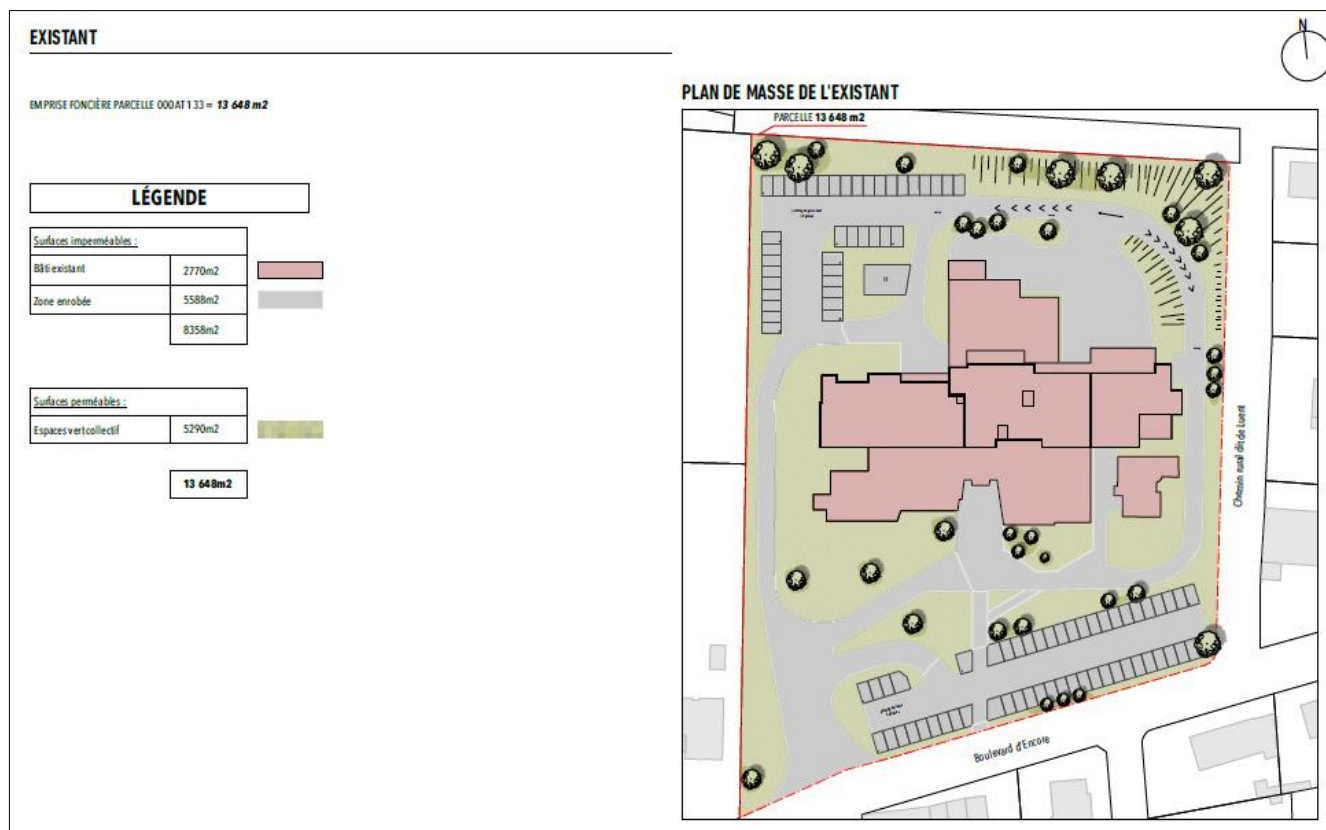 EXISTANT
N
EMPRISE FONCIÈRE PARCELLE 000 AT 133 = 13 648 m2
PLAN DE MASSE DE L'EXISTANT
PARCELLE 13 648 m2
LÉGENDE
Surfaces imperméables :
Bâti existant 2770m2
Zone enrobée 5588m2
8358m2
Surfaces perméables :
Espaces vert collectif 5290m2
13 648m2
Chemin rural dit de Luent
Boulevard d'Encore